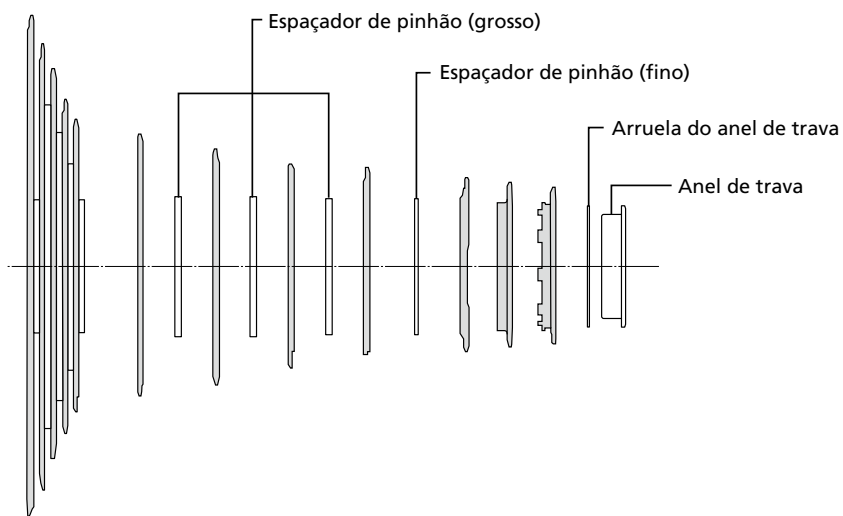 Espaçador de pinhão (grosso)
Espaçador de pinhão (fino)
Arruela do anel de trava
Anel de trava